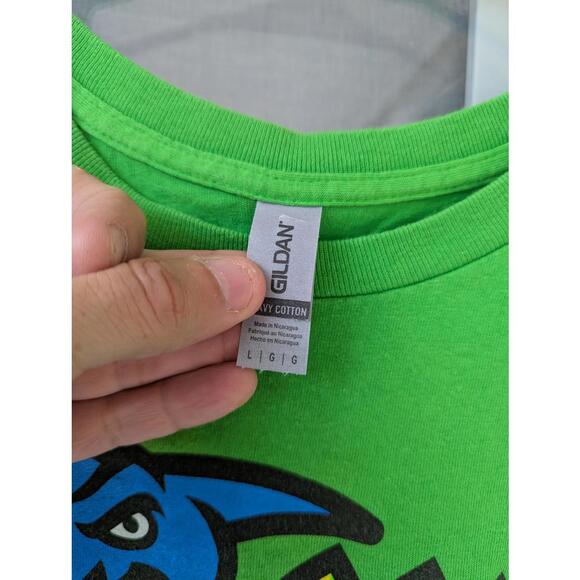 GILDAN
AVY COTTON
Made in Nicaragua
Fabriqué au Nicaragua
Hecho en Nicaragua
L | G | G